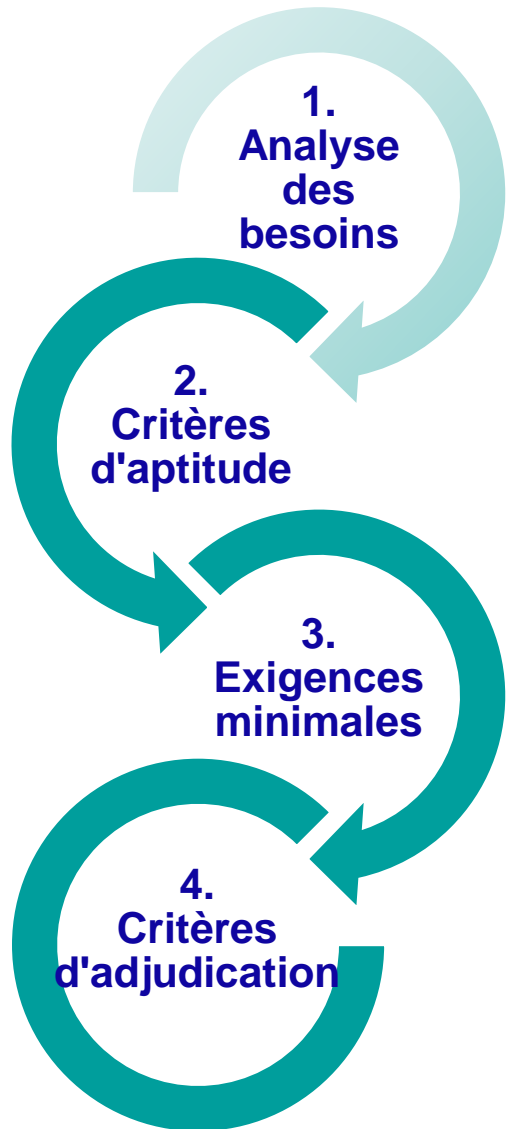 1.
Analyse
des
besoins
2.
Critères
d'aptitude
3.
Exigences
minimales
4.
Critères
d'adjudication